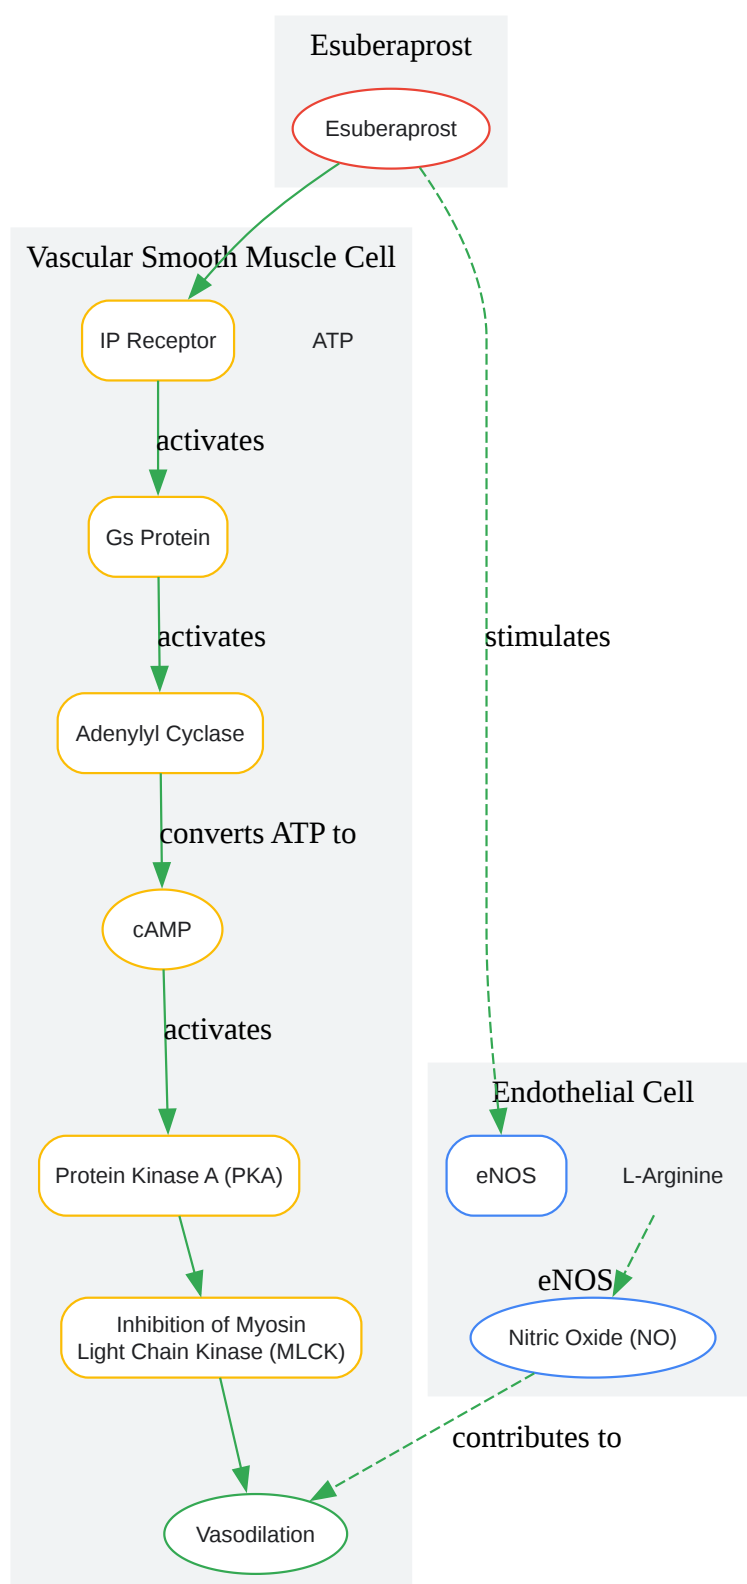 Esuberaprost
Esuberaprost
Vascular Smooth Muscle Cell
IP Receptor
ATP
activates
Gs Protein
activates
stimulates
Adenylyl Cyclase
converts ATP to
cAMP
activates
Endothelial Cell
Protein Kinase A (PKA)
eNOS
L-Arginine
eNOS
Inhibition of Myosin
Light Chain Kinase (MLCK)
Nitric Oxide (NO)
contributes to
Vasodilation